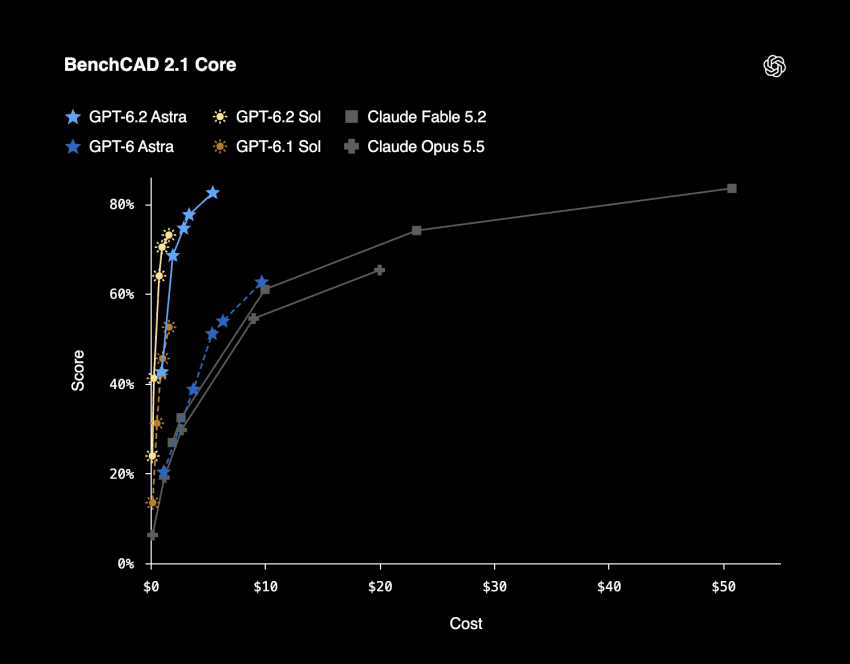 BenchCAD 2.1 Core
GPT-6.2 Astra GPT-6.2 Sol Claude Fable 5.2
GPT-6 Astra GPT-6.1 Sol Claude Opus 5.5
80%
60%
40%
20%
0%
Score
$0 $10 $20 $30 $40 $50
Cost